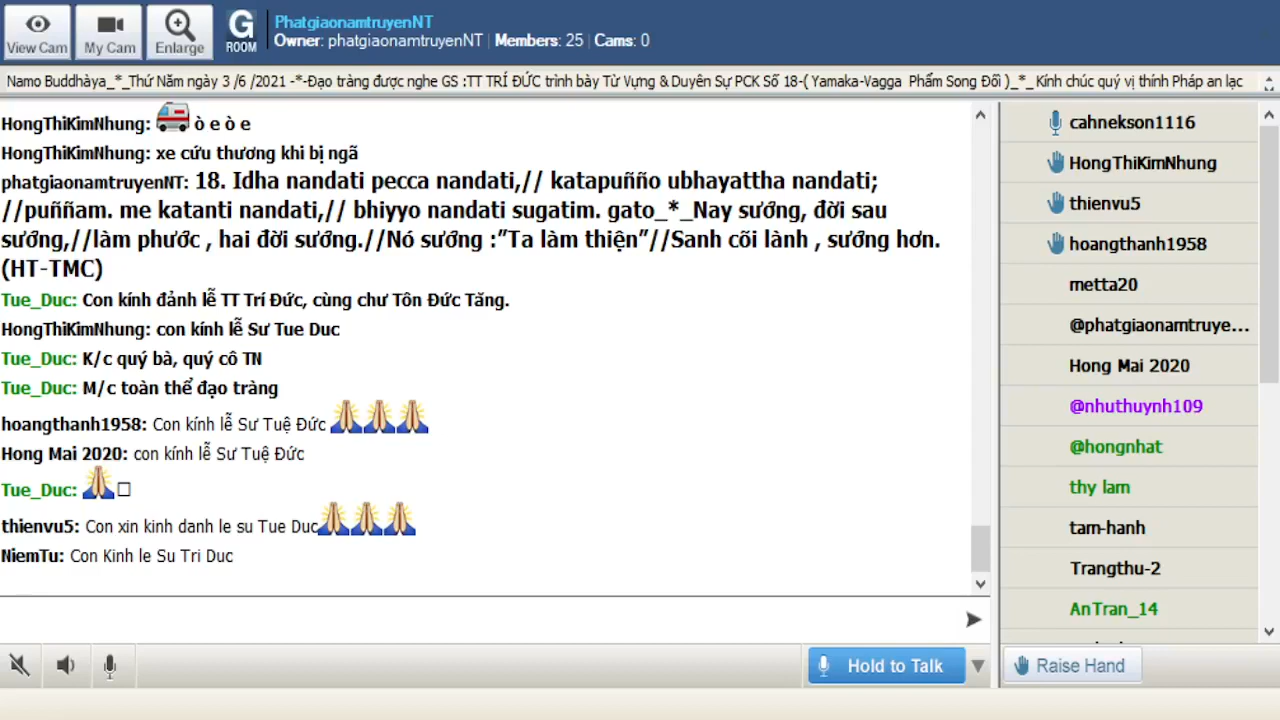 View Cam
My Cam
Enlarge
G
ROOM
PhatgiaonamtruyenNT
Owner: phatgiaonamtruyenNT | Members: 25 | Cams: 0
Namo Buddhàya_*_Thứ Năm ngày 3 /6 /2021 -*-Đạo tràng được nghe GS :TT TRÍ ĐỨC trình bày Từ Vựng & Duyên Sự PCK Số 18-( Yamaka-Vagga Phẩm Song Đối )_*_ Kính chúc quý vị thính Pháp an lạc
HongThiKimNhung: ò e ò e
HongThiKimNhung: xe cứu thương khi bị ngã
phatgiaonamtruyenNT: 18. Idha nandati pecca nandati,// katapuñño ubhayattha nandati;
//puññam. me katanti nandati,// bhiyyo nandati sugatim. gato_*_Nay sướng, đời sau
sướng,//làm phước , hai đời sướng.//Nó sướng :”Ta làm thiện”//Sanh cõi lành , sướng hơn.
(HT-TMC)
Tue_Duc: Con kính đảnh lễ TT Trí Đức, cùng chư Tôn Đức Tăng.
HongThiKimNhung: con kính lễ Sư Tue Duc
Tue_Duc: K/c quý bà, quý cô TN
Tue_Duc: M/c toàn thể đạo tràng
hoangthanh1958: Con kính lễ Sư Tuệ Đức 🙏🙏🙏
Hong Mai 2020: con kính lễ Sư Tuệ Đức
Tue_Duc: 🙏□
thienvu5: Con xin kinh danh le su Tue Duc🙏🙏🙏
NiemTu: Con Kinh le Su Tri Duc
Hold to Talk
cahnekson1116
HongThiKimNhung
thienvu5
hoangthanh1958
metta20
@phatgiaonamtruye...
Hong Mai 2020
@nhuthuynh109
@hongnhat
thy lam
tam-hanh
Trangthu-2
AnTran_14
Raise Hand